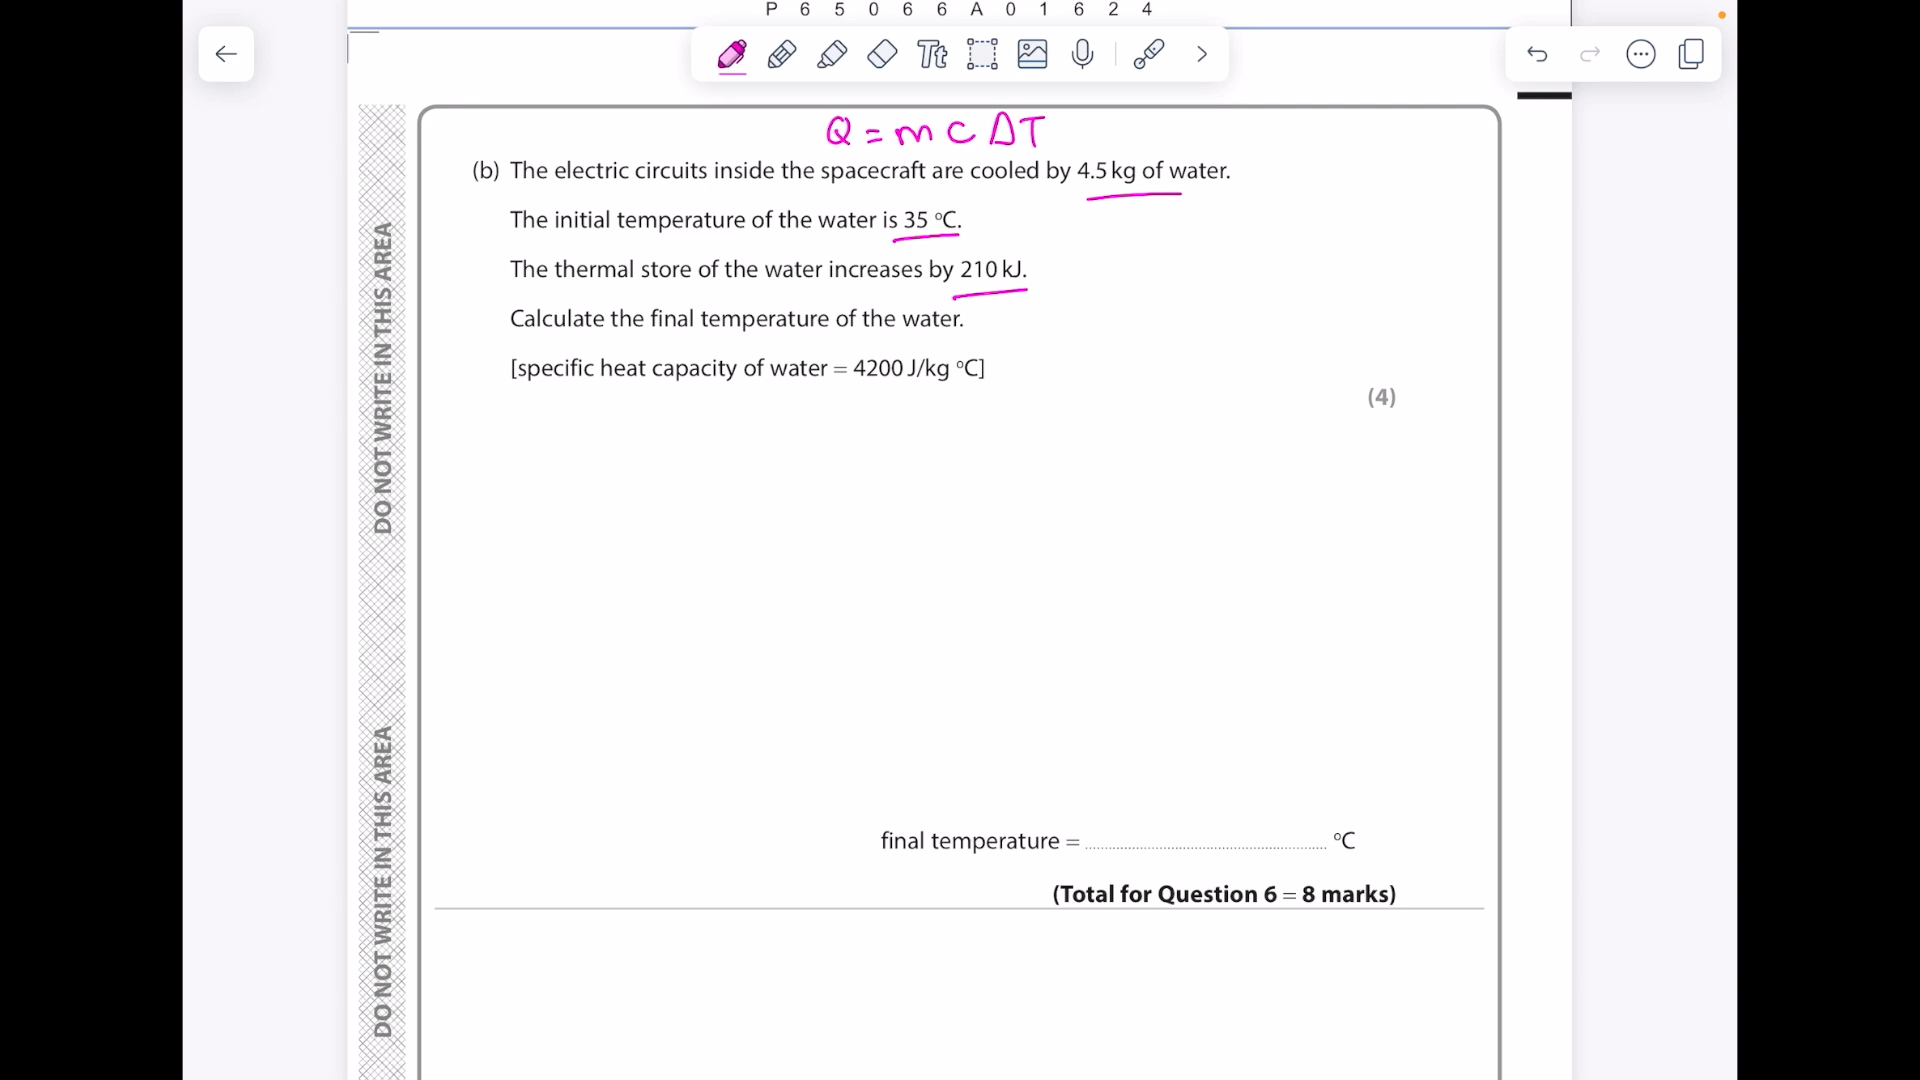 P 6 5 0 6 6 A 0 1 6 2 4
Tt
Q = m c ΔT
(b) The electric circuits inside the spacecraft are cooled by 4.5 kg of water.
The initial temperature of the water is 35 °C.
The thermal store of the water increases by 210 kJ.
Calculate the final temperature of the water.
[specific heat capacity of water = 4200 J/kg °C]
(4)
final temperature = .............................................................. °C
(Total for Question 6 = 8 marks)
DO NOT WRITE IN THIS AREA
DO NOT WRITE IN THIS AREA